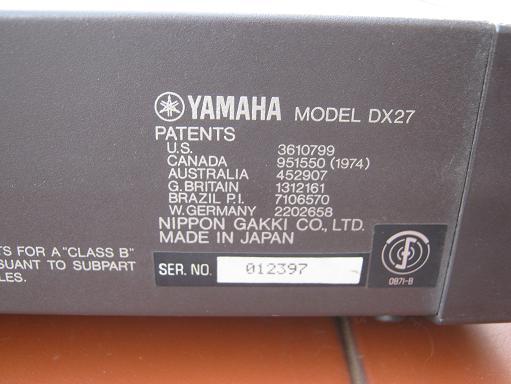 YAMAHA MODEL DX27
PATENTS
U.S. 3610799
CANADA 951550 (1974)
AUSTRALIA 452907
G.BRITAIN 1312161
BRAZIL P.I. 7106570
W.GERMANY 2202658
NIPPON GAKKI CO., LTD.
MADE IN JAPAN
TS FOR A "CLASS B"
SUANT TO SUBPART
LES.
SER. NO. 012397
0871-B